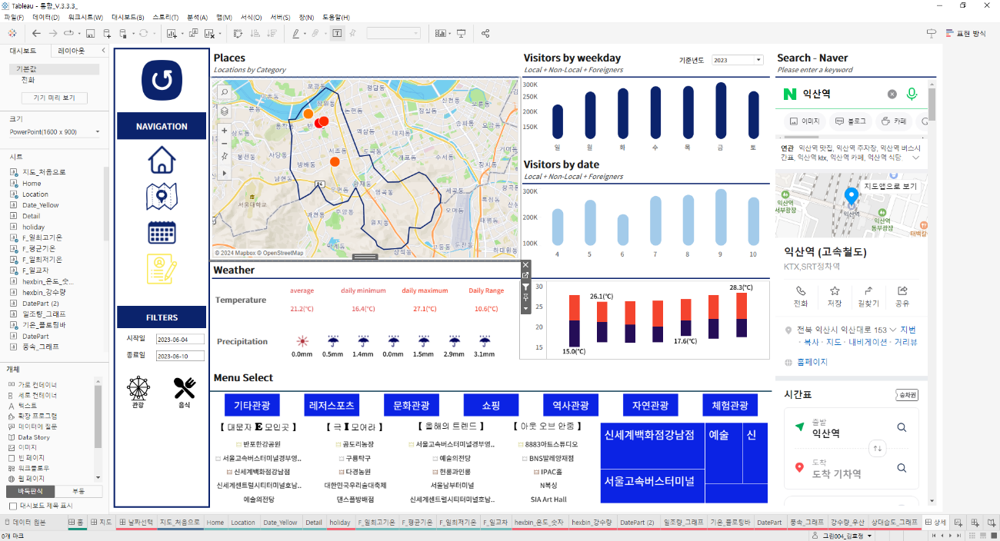 Tableau - 통합_V.3.3.3_
파일(F) 데이터(D) 워크시트(W) 대시보드(B) 스토리(T) 분석(A) 맵(M) 서식(O) 서버(S) 창(N) 도움말(H)
표현 방식
대시보드 레이아웃
기본값
전화
기기 미리 보기
크기
PowerPoint(1600 x 900)
시트
지도_처음으로
Home
Location
Date_Yellow
Detail
holiday
F_일최고기온
F_평균기온
F_일최저기온
F_일교차
hexbin_온도_숫...
hexbin_강수량
DatePart (2)
일조량_그래프
기온_플로팅바
DatePart
풍속_그래프
개체
가로 컨테이너
세로 컨테이너
텍스트
확장 프로그램
데이터에 질문
Data Story
이미지
빈 페이지
워크플로우
웹 페이지
바둑판식 부동
대시보드 제목 표시
NAVIGATION
FILTERS
시작일 2023-06-04
종료일 2023-06-10
관광 음식
Places
Locations by Category
© 2024 Mapbox © OpenStreetMap
Visitors by weekday
기준년도 2023
Local + Non-Local + Foreigners
300K
250K
200K
150K
일 월 화 수 목 금 토
Visitors by date
Local + Non-Local + Foreigners
300K
200K
100K
4 5 6 7 8 9 10
Weather
average daily minimum daily maximum Daily Range
Temperature
21.2(℃) 16.4(℃) 27.1(℃) 10.6(℃)
Precipitation
0.0mm 0.5mm 1.4mm 0.0mm 1.5mm 2.9mm 3.1mm
30
25
20
15
26.1(℃)
28.3(℃)
15.0(℃)
17.6(℃)
Menu Select
기타관광 레저스포츠 문화관광 쇼핑 역사관광 자연관광 체험관광
【 대문자 E 모인곳 】
반포한강공원
서울고속버스터미널경부영..
신세계백화점강남점
신세계센트럴시티터미널호남..
예술의전당
【 극 I 모여라 】
곰도리농장
구룡탁구
다경농원
대한민국우리술대축제
댄스플방배점
【 올해의 트렌드 】
서울고속버스터미널경부영..
예술의전당
헌릉과인릉
서울남부터미널
신세계센트럴시티터미널호남..
【 아웃 오브 안중 】
8883아트스튜디오
BNS발레양재점
IPAC홀
N복싱
SIA Art Hall
신세계백화점강남점 예술 신
서울고속버스터미널
Search - Naver
Please enter a keyword
익산역
이미지 블로그 카페
연관 익산역 맛집, 익산역 주차장, 익산역 버스시
간표, 익산역 ktx, 익산역 카페, 익산역 식당
지도앱으로 보기
익산역
서부광장
익산역
익산역
동부광장
익산역 (고속철도)
KTX,SRT정차역
전화 저장 길찾기 공유
전북 익산시 익산대로 153 지번
· 복사 · 지도 · 내비게이션 · 거리뷰
홈페이지
시간표
승차권
출발
익산역
도착
도착 기차역
데이터 원본 홈 지도 날짜선택 지도_처음으로 Home Location Date_Yellow Detail holiday F_일최고기온 F_평균기온 F_일최저기온 F_일교차 hexbin_온도_숫자 hexbin_강수량 DatePart (2) 일조량_그래프 기온_플로팅바 DatePart 풍속_그래프 강수량_우산 상대습도_그래프 상세
0개 마크
그린004_김효정